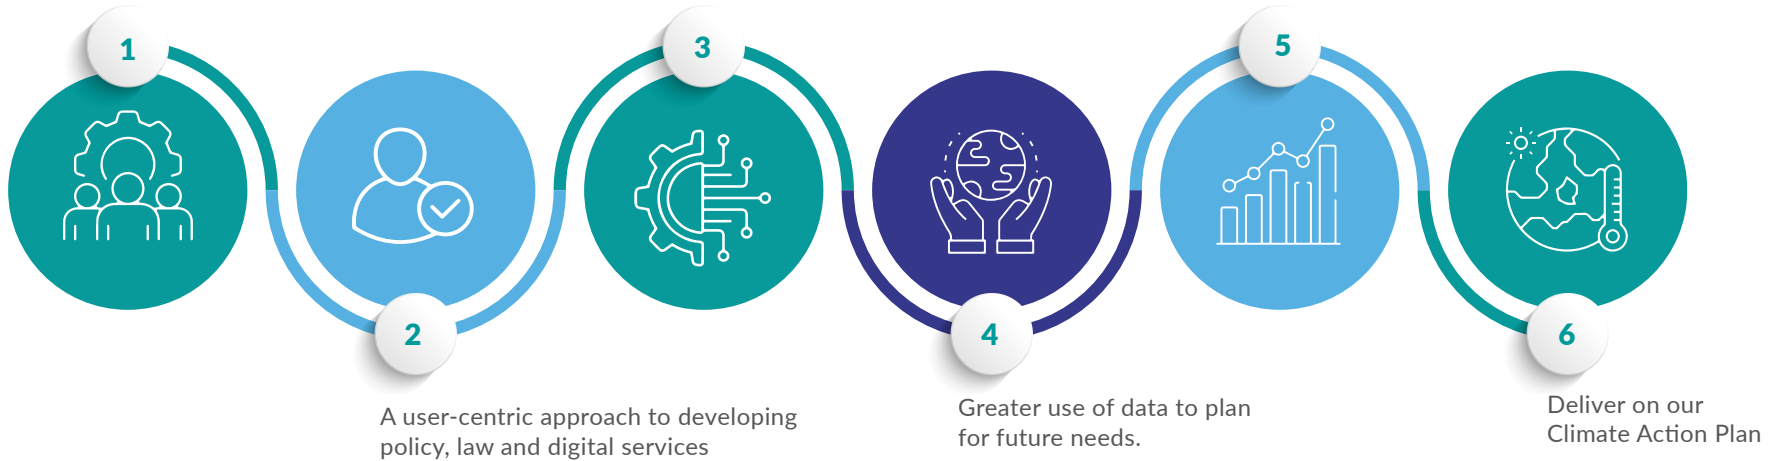 1
2
A user-centric approach to developing
policy, law and digital services
3
4
Greater use of data to plan
for future needs.
5
6
Deliver on our
Climate Action Plan